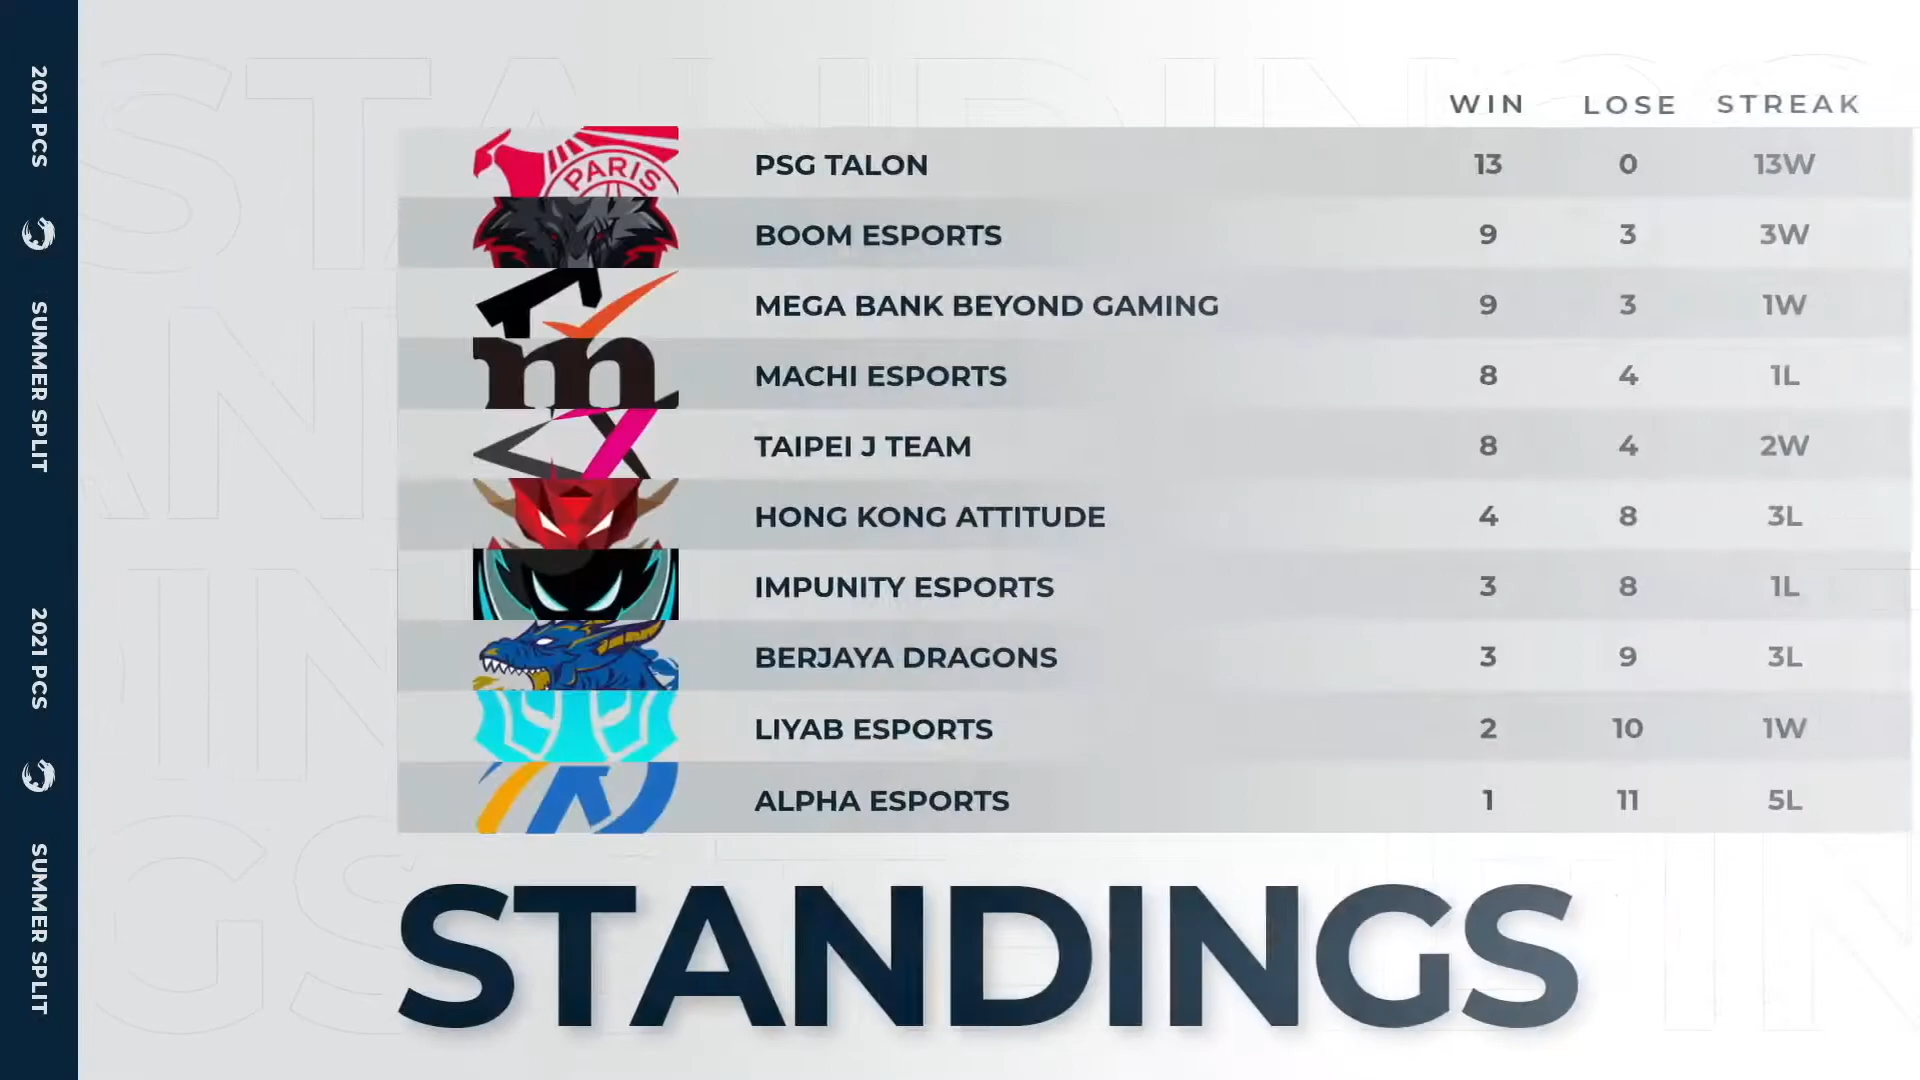 2021 PCS
SUMMER SPLIT
2021 PCS
SUMMER SPLIT
WIN LOSE STREAK
PARIS
PSG TALON 13 0 13W
BOOM ESPORTS 9 3 3W
MEGA BANK BEYOND GAMING 9 3 1W
m
MACHI ESPORTS 8 4 1L
TAIPEI J TEAM 8 4 2W
HONG KONG ATTITUDE 4 8 3L
IMPUNITY ESPORTS 3 8 1L
BERJAYA DRAGONS 3 9 3L
LIYAB ESPORTS 2 10 1W
ALPHA ESPORTS 1 11 5L
STANDINGS